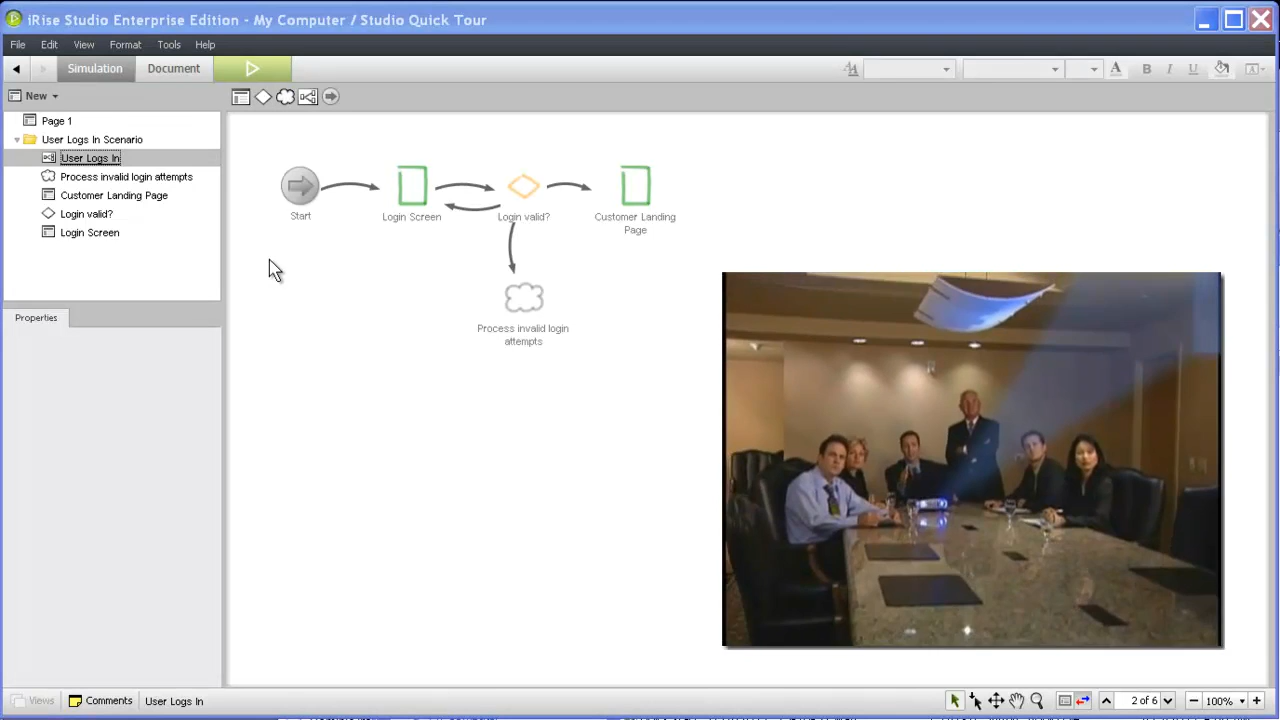 iRise Studio Enterprise Edition - My Computer / Studio Quick Tour
File Edit View Format Tools Help
Simulation Document
New
Page 1
User Logs In Scenario
User Logs In
Process invalid login attempts
Customer Landing Page
Login valid?
Login Screen
Properties
Start
Login Screen
Login valid?
Customer Landing
Page
Process invalid login
attempts
Views Comments User Logs In
2 of 6 100%